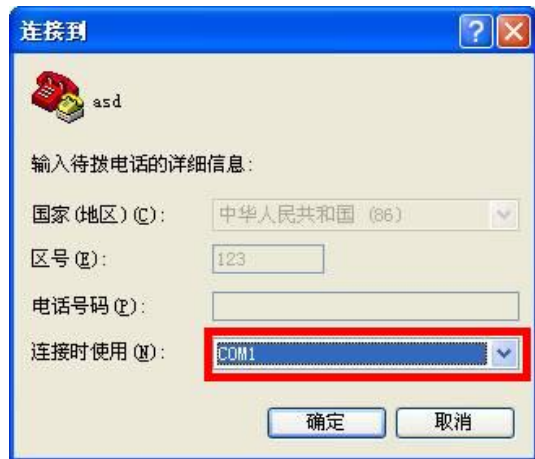 连接到
asd
输入待拨电话的详细信息:
国家(地区)(C): 中华人民共和国 (86)
区号(E): 123
电话号码(P):
连接时使用(N): COM1
确定 取消